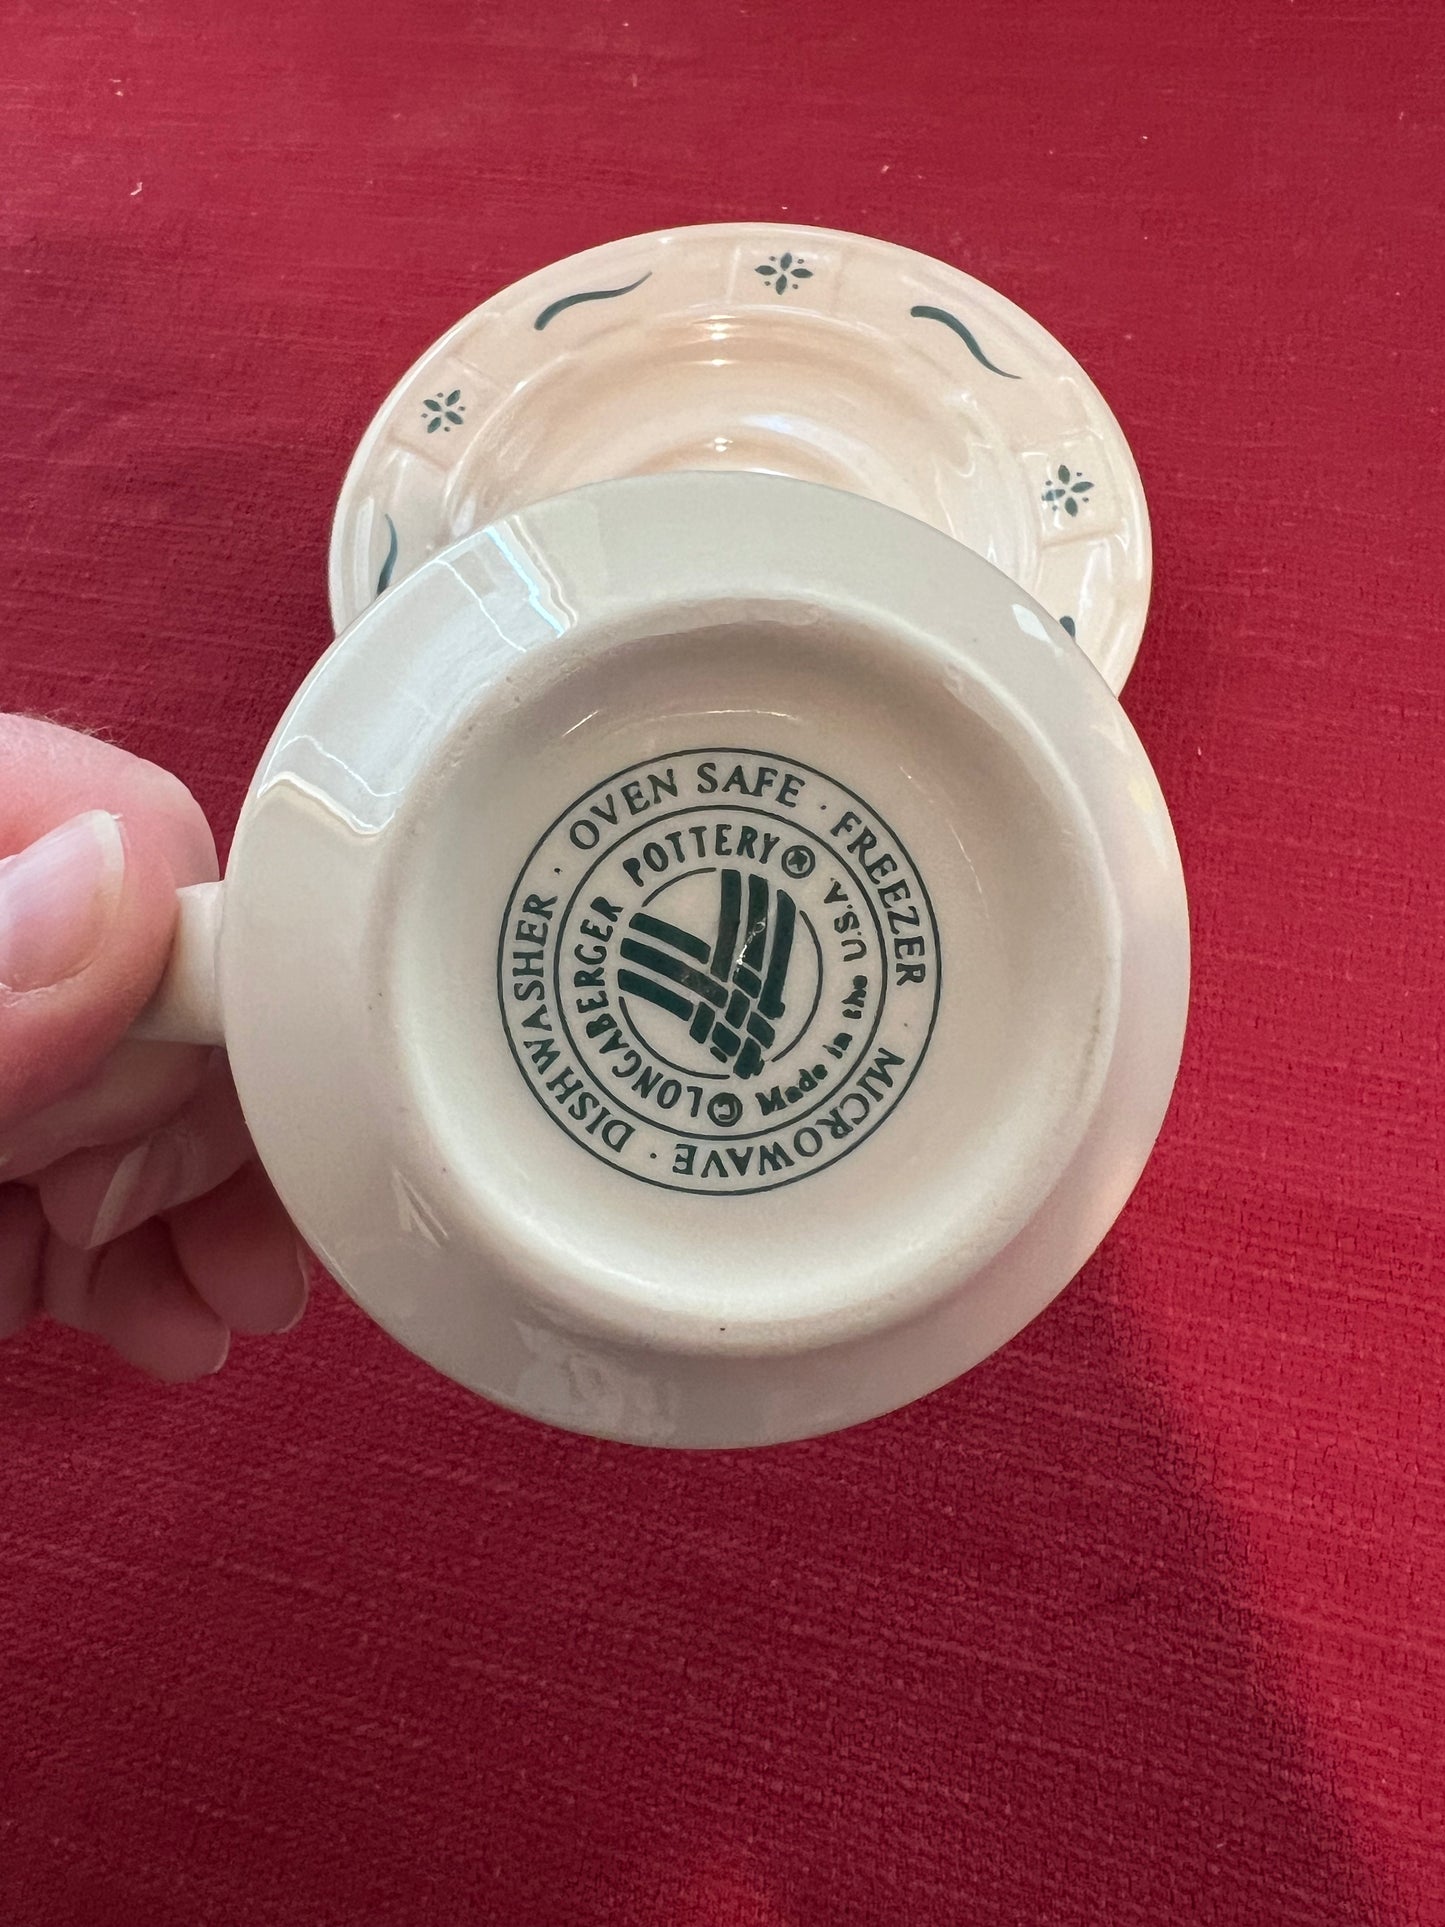 OVEN SAFE · FREEZER · MICROWAVE · DISHWASHER ·
© LONGABERGER POTTERY ®
Made in the U.S.A.